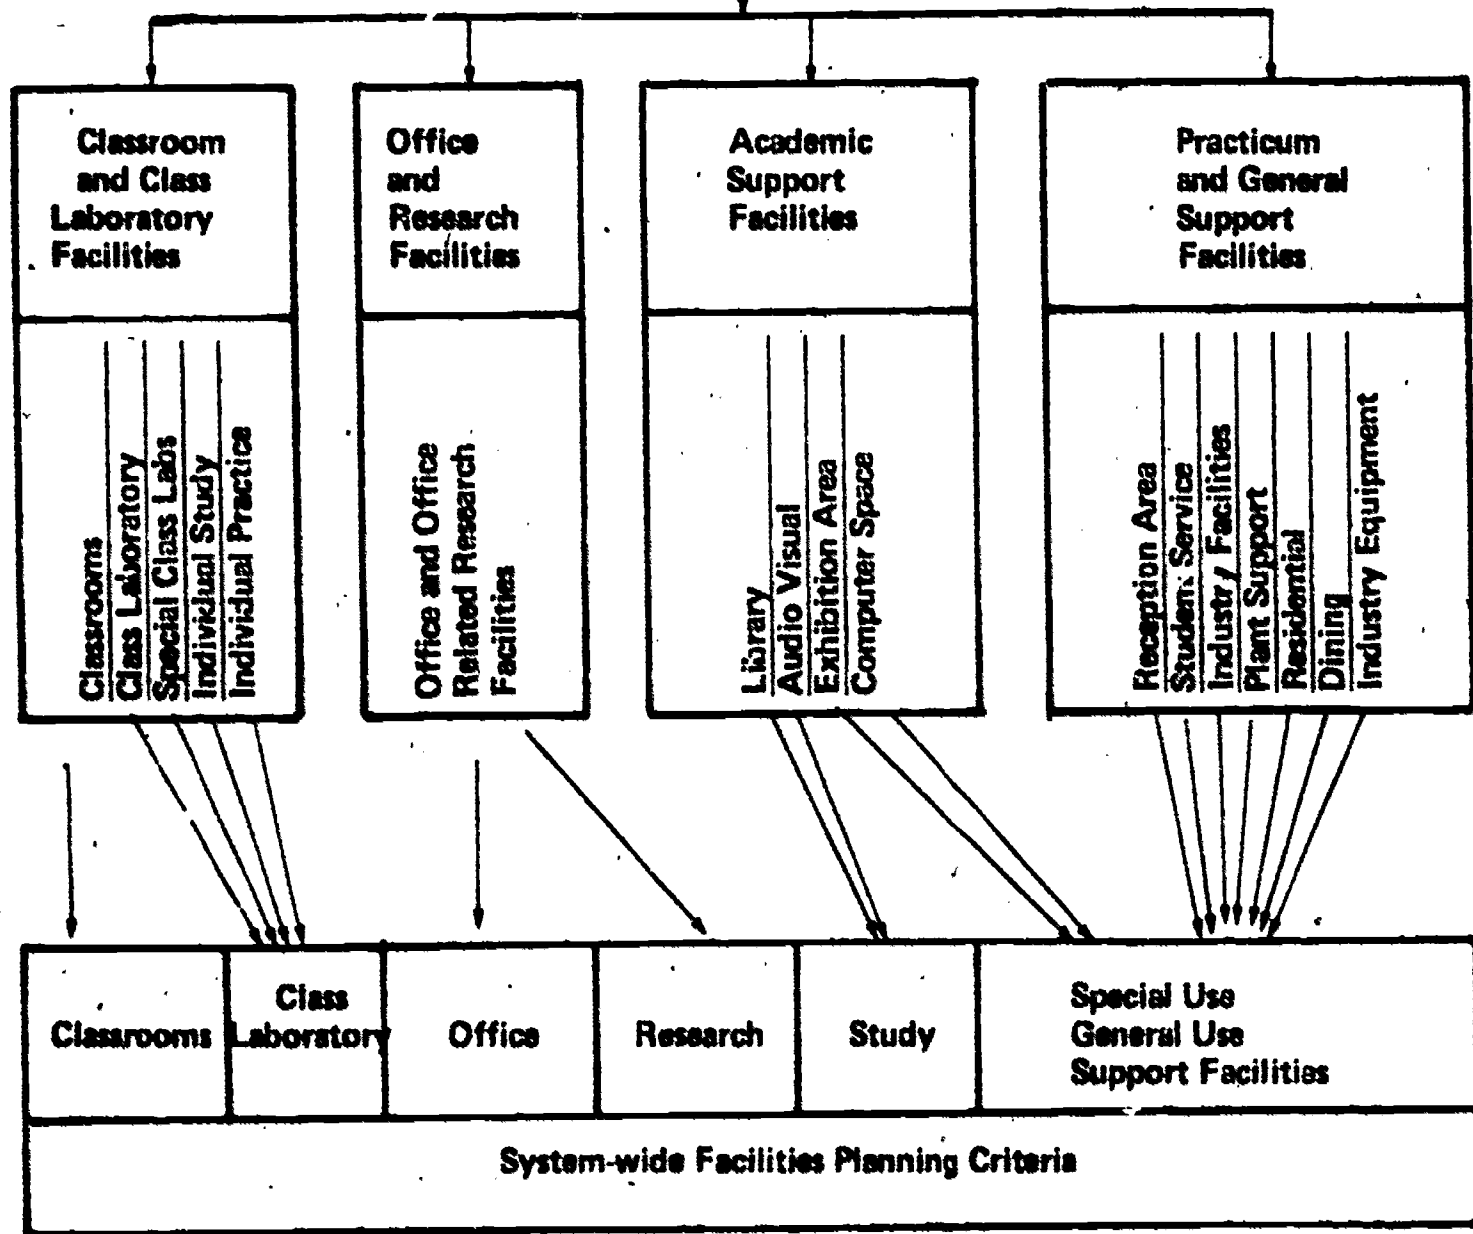 Classroom
and Class
Laboratory
Facilities
Office
and
Research
Facilities
Academic
Support
Facilities
Practicum
and General
Support
Facilities
Classrooms
Class Laboratory
Special Class Labs
Individual Study
Individual Practice
Office and Office
Related Research
Facilities
Library
Audio Visual
Exhibition Area
Computer Space
Reception Area
Student Service
Industry Facilities
Plant Support
Residential
Dining
Industry Equipment
Classrooms
Class
Laboratory
Office
Research
Study
Special Use
General Use
Support Facilities
System-wide Facilities Planning Criteria